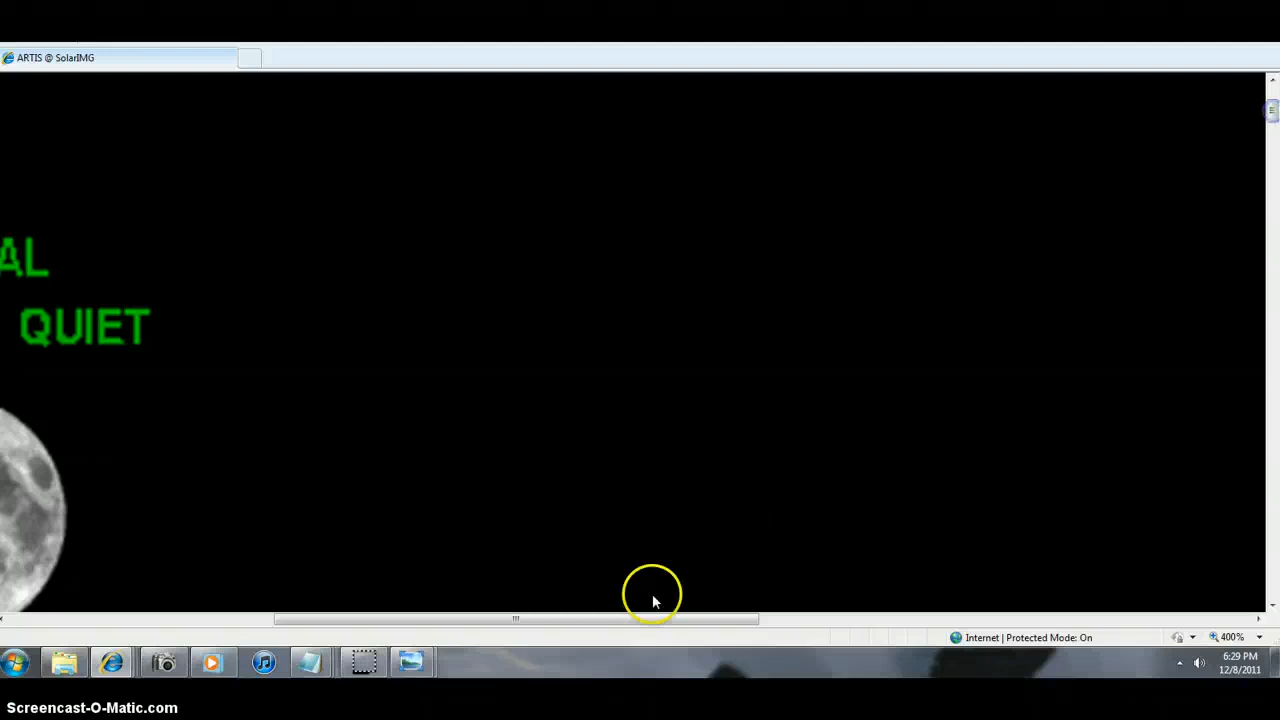 ARTIS @ SolarIMG
AL
QUIET
Internet | Protected Mode: On
400%
6:29 PM
12/8/2011
Screencast-O-Matic.com